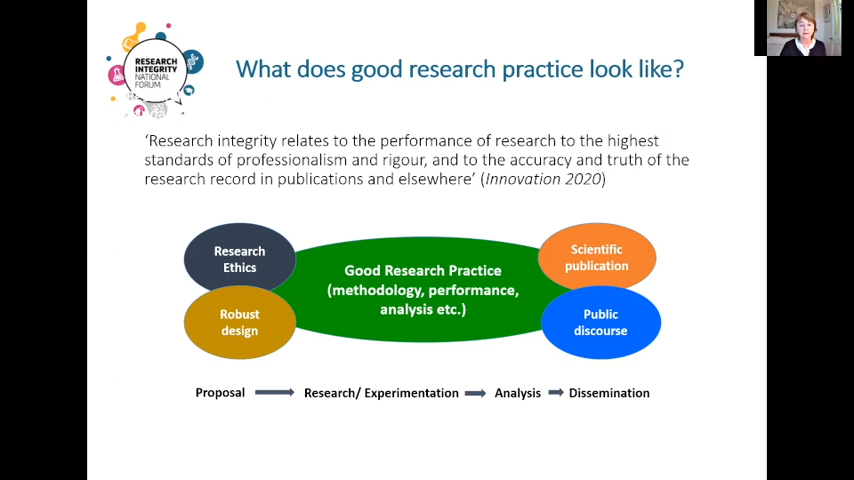 RESEARCH
INTEGRITY
NATIONAL
FORUM
What does good research practice look like?
‘Research integrity relates to the performance of research to the highest
standards of professionalism and rigour, and to the accuracy and truth of the
research record in publications and elsewhere’ (Innovation 2020)
Research
Ethics
Robust
design
Good Research Practice
(methodology, performance,
analysis etc.)
Scientific
publication
Public
discourse
Proposal
Research/ Experimentation
Analysis
Dissemination